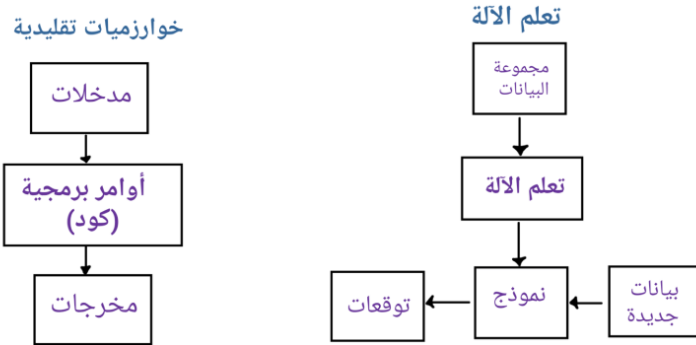 تعلم الآلة
مجموعة
البيانات
تعلم الآلة
نموذج
بيانات
جديدة
توقعات
خوارزميات تقليدية
مدخلات
أوامر برمجية
(كود)
مخرجات